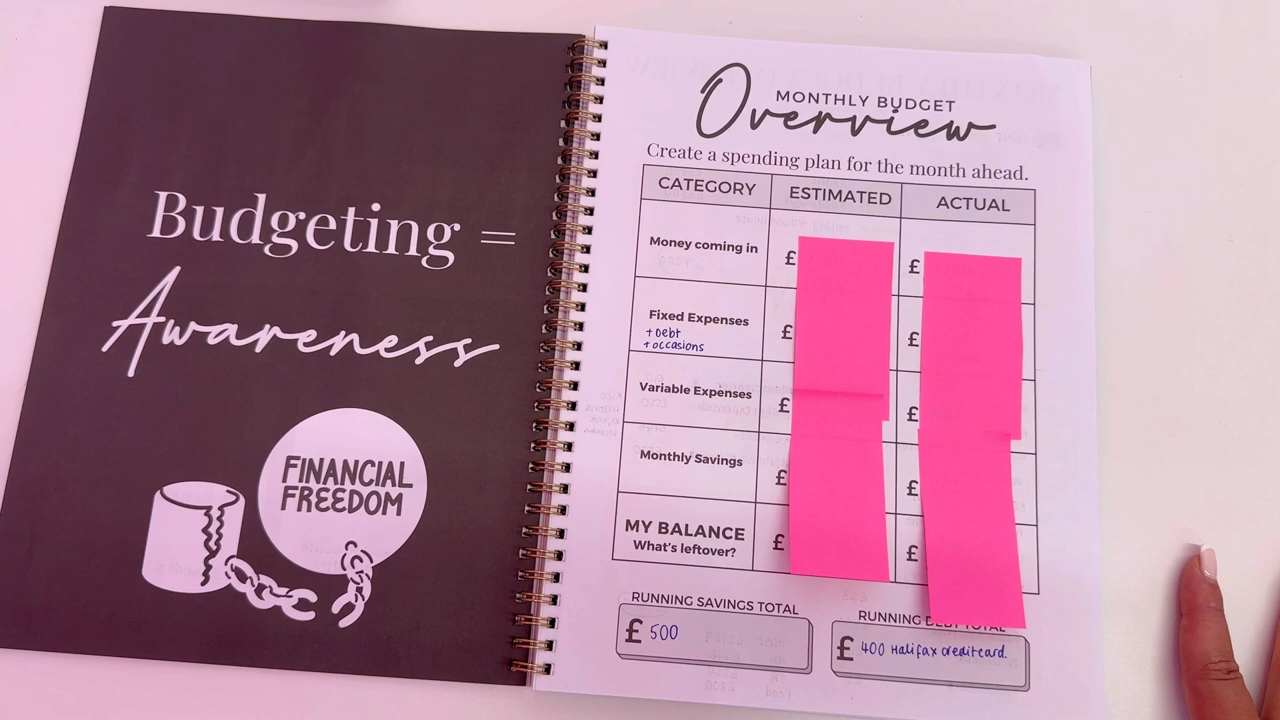 Budgeting =
Awareness
FINANCIAL
FREEDOM
MONTHLY BUDGET
Overview
Create a spending plan for the month ahead.
CATEGORY ESTIMATED ACTUAL
Money coming in £ £
Fixed Expenses £ £
+ Debt
+ occasions
Variable Expenses £ £
Monthly Savings £ £
MY BALANCE £ £
What's leftover?
RUNNING SAVINGS TOTAL
£ 500
RUNNING DEBT TOTAL
£ 400 Halifax creditcard.